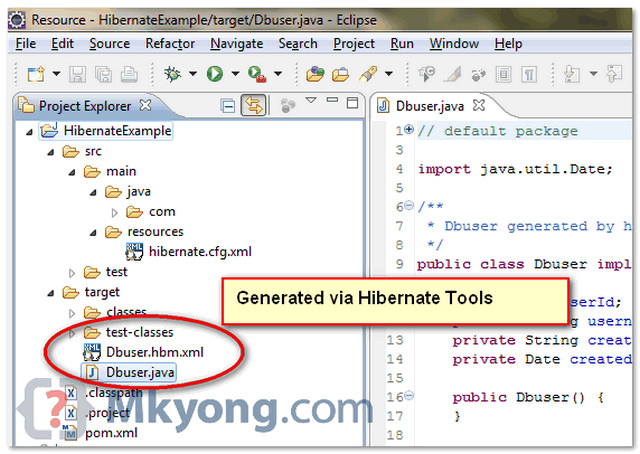 Resource - HibernateExample/target/Dbuser.java - Eclipse
File Edit Source Refactor Navigate Search Project Run Window Help
Project Explorer
HibernateExample
src
main
java
com
resources
hibernate.cfg.xml
test
target
classes
test-classes
Dbuser.hbm.xml
Dbuser.java
.classpath
.project
pom.xml
Dbuser.java
1 // default package
3
4 import java.util.Date;
5
6 /**
7 * Dbuser generated by h
8 */
9 public class Dbuser impl
serId;
username
13 private String creat
14 private Date created
15
16 public Dbuser() {
17 }
18
Generated via Hibernate Tools
{?} Mkyong.com